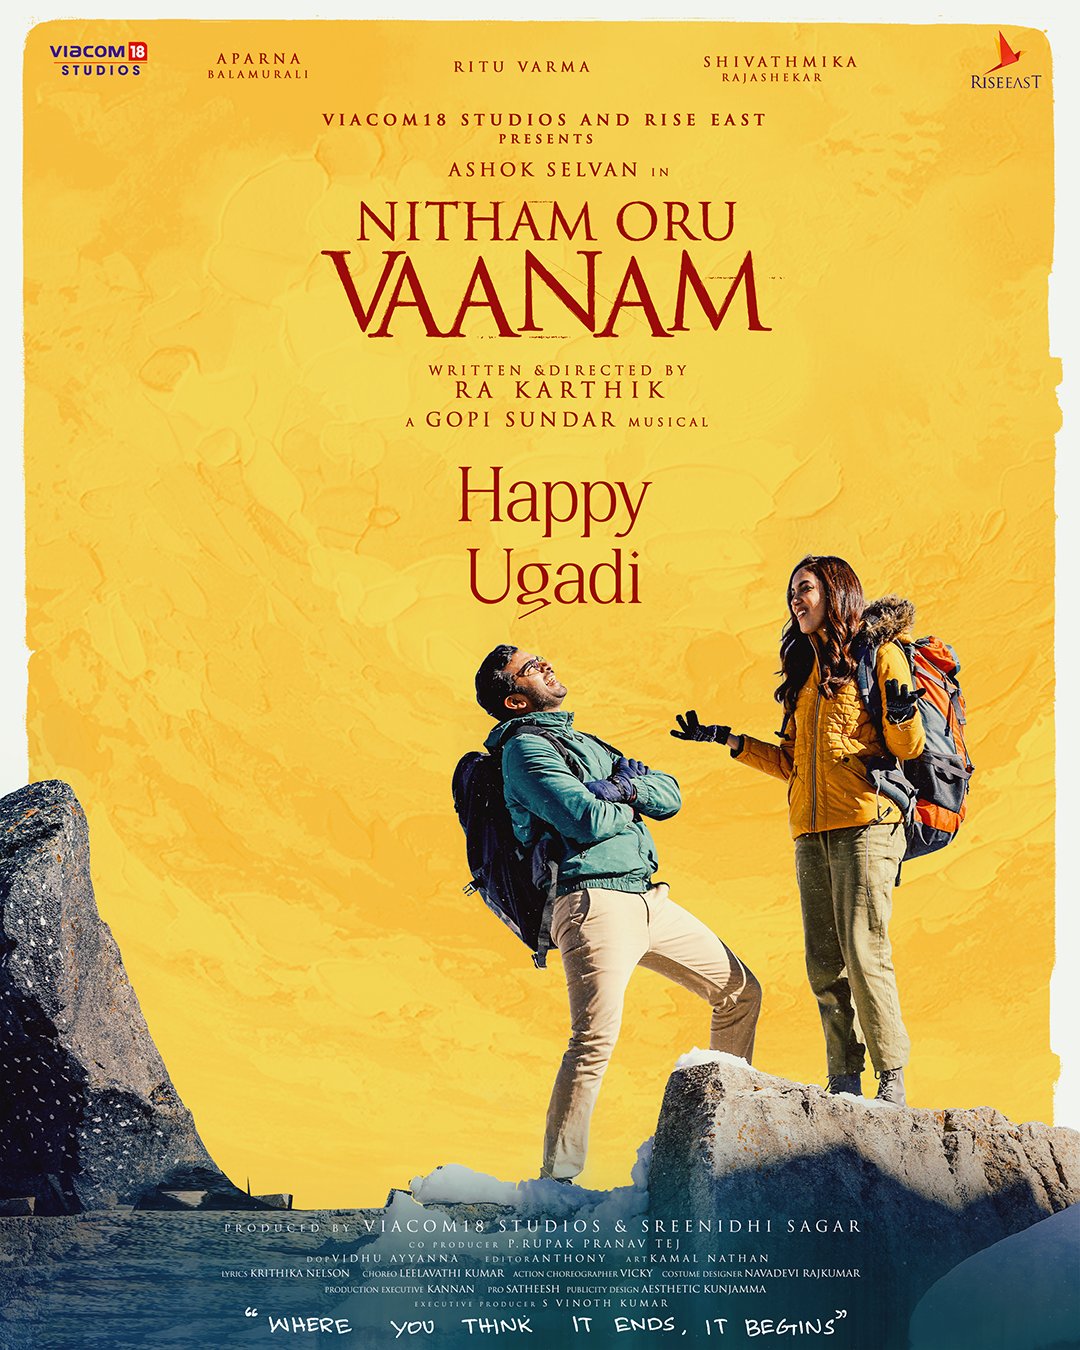 VIACOM18
STUDIOS
APARNA
BALAMURALI
RITU VARMA
SHIVATHMIKA
RAJASHEKAR
RISEEAST
VIACOM18 STUDIOS AND RISE EAST
PRESENTS
ASHOK SELVAN IN
NITHAM ORU
VAANAM
WRITTEN &DIRECTED BY
RA KARTHIK
A GOPI SUNDAR MUSICAL
Happy
Ugadi
PRODUCED BY VIACOM18 STUDIOS & SREENIDHI SAGAR
CO PRODUCER P.RUPAK PRANAV TEJ
DOP VIDHU AYYANNA EDITOR ANTHONY ART KAMAL NATHAN
LYRICS KRITHIKA NELSON CHOREO LEELAVATHI KUMAR ACTION CHOREOGRAPHER VICKY COSTUME DESIGNER NAVADEVI RAJKUMAR
PRODUCTION EXECUTIVE KANNAN PRO SATHEESH PUBLICITY DESIGN AESTHETIC KUNJAMMA
EXECUTIVE PRODUCER S VINOTH KUMAR
“WHERE YOU THINK IT ENDS, IT BEGINS”